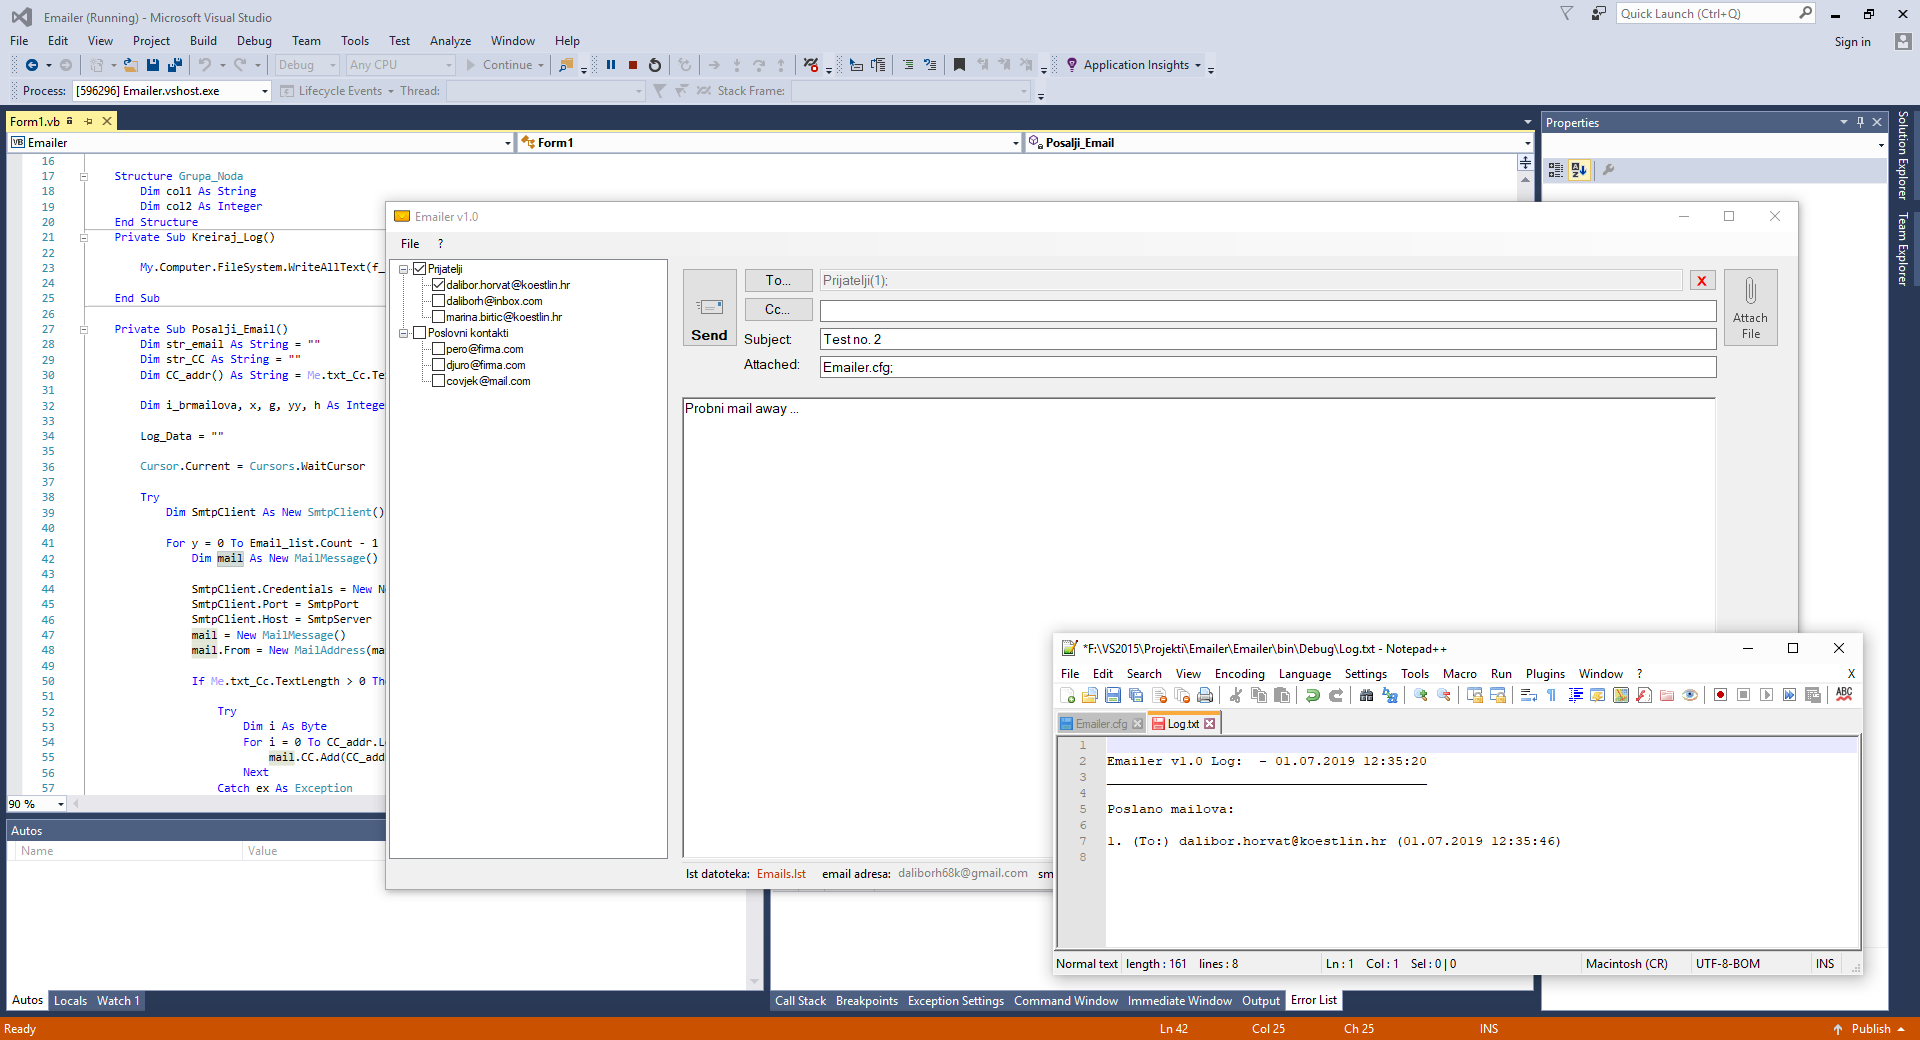 Emailer (Running) - Microsoft Visual Studio
Quick Launch (Ctrl+Q)
File Edit View Project Build Debug Team Tools Test Analyze Window Help
Sign in
Debug Any CPU Continue Application Insights
Process: [596296] Emailer.vshost.exe Lifecycle Events Thread: Stack Frame:
Form1.vb
VB Emailer Form1 Posalji_Email
16
17 Structure Grupa_Noda
18 Dim col1 As String
19 Dim col2 As Integer
20 End Structure
21 Private Sub Kreiraj_Log()
22
23 My.Computer.FileSystem.WriteAllText(f_
24
25 End Sub
26
27 Private Sub Posalji_Email()
28 Dim str_email As String = ""
29 Dim str_CC As String = ""
30 Dim CC_addr() As String = Me.txt_Cc.Te
31
32 Dim i_brmailova, x, g, yy, h As Intege
33
34 Log_Data = ""
35
36 Cursor.Current = Cursors.WaitCursor
37
38 Try
39 Dim SmtpClient As New SmtpClient()
40
41 For y = 0 To Email_list.Count - 1
42 Dim mail As New MailMessage()
43
44 SmtpClient.Credentials = New N
45 SmtpClient.Port = SmtpPort
46 SmtpClient.Host = SmtpServer
47 mail = New MailMessage()
48 mail.From = New MailAddress(ma
49
50 If Me.txt_Cc.TextLength > 0 The
51
52 Try
53 Dim i As Byte
54 For i = 0 To CC_addr.L
55 mail.CC.Add(CC_add
56 Next
57 Catch ex As Exception
90 %
Autos
Name Value
Autos Locals Watch 1
Call Stack Breakpoints Exception Settings Command Window Immediate Window Output Error List
Ready Ln 42 Col 25 Ch 25 INS Publish
Properties
Solution Explorer
Team Explorer
Emailer v1.0
File ?
Prijatelji
dalibor.horvat@koestlin.hr
daliborh@inbox.com
marina.birtic@koestlin.hr
Poslovni kontakti
pero@firma.com
djuro@firma.com
covjek@mail.com
Send
To... Prijatelji(1); X
Cc...
Subject: Test no. 2
Attached: Emailer.cfg;
Attach
File
Probni mail away ...
lst datoteka: Emails.lst email adresa: daliborh68k@gmail.com sm
*F:\VS2015\Projekti\Emailer\Emailer\bin\Debug\Log.txt - Notepad++
File Edit Search View Encoding Language Settings Tools Macro Run Plugins Window ? X
ABC
Emailer.cfg Log.txt
1
2 Emailer v1.0 Log: - 01.07.2019 12:35:20
3
4
5 Poslano mailova:
6
7 1. (To:) dalibor.horvat@koestlin.hr (01.07.2019 12:35:46)
8
Normal text length : 161 lines : 8 Ln : 1 Col : 1 Sel : 0 | 0 Macintosh (CR) UTF-8-BOM INS